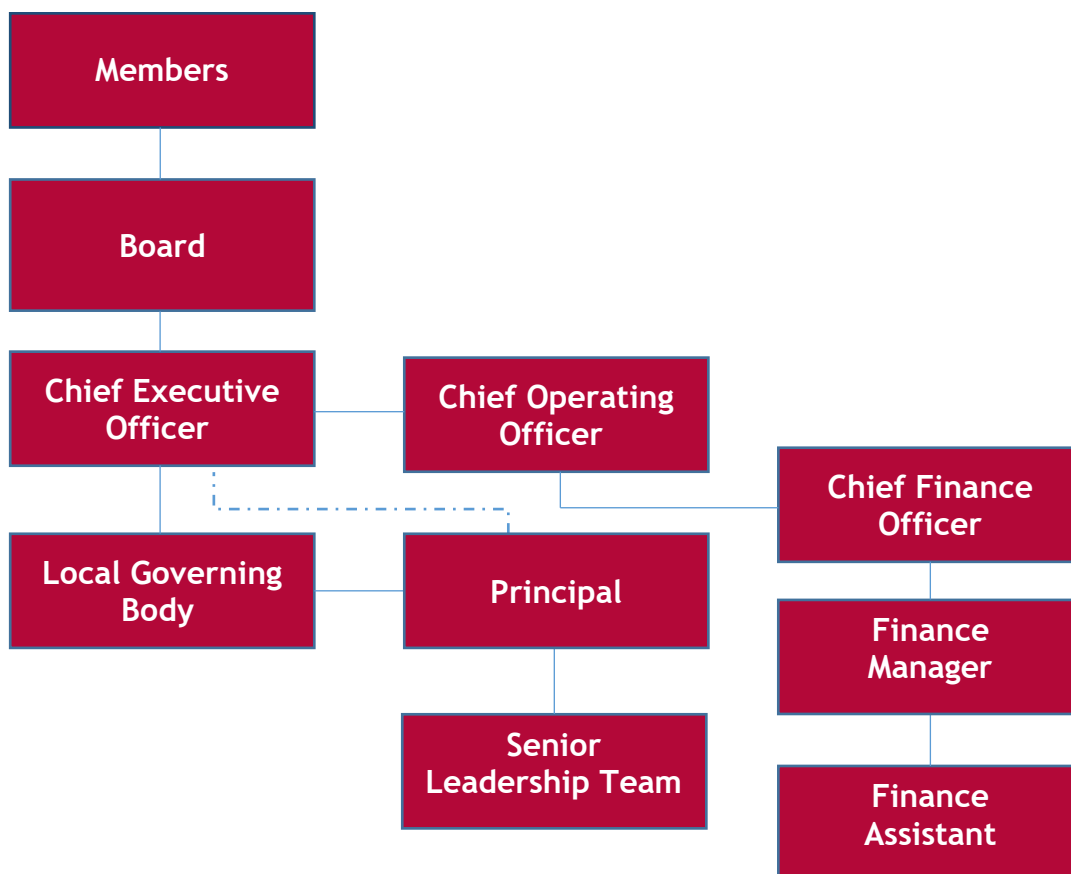 Members
Board
Chief Executive
Officer
Chief Operating
Officer
Chief Finance
Officer
Local Governing
Body
Principal
Finance
Manager
Senior
Leadership Team
Finance
Assistant